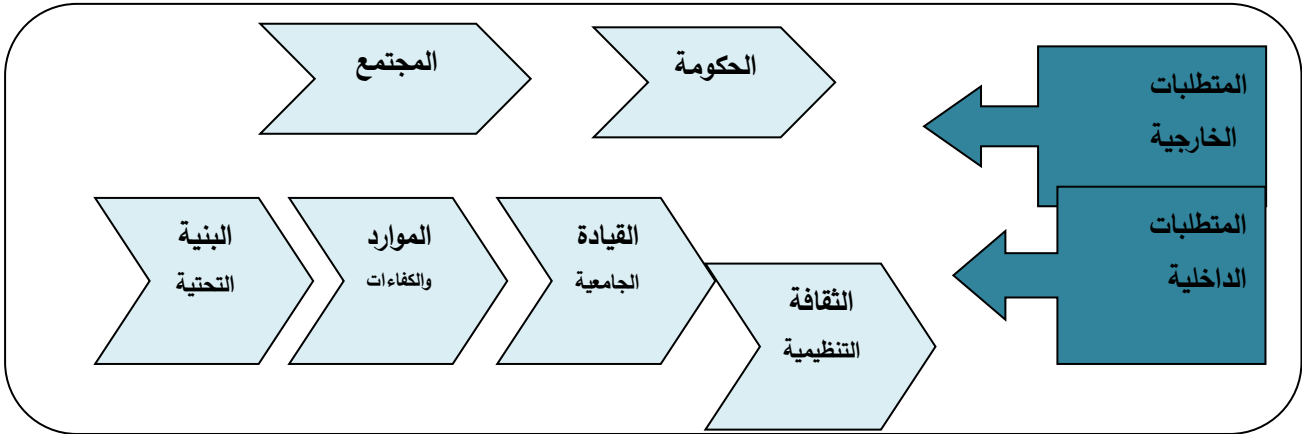 المتطلبات
الخارجية
الحكومة
المجتمع
المتطلبات
الداخلية
الثقافة
التنظيمية
القيادة
الجامعية
الموارد
والكفاءات
البنية
التحتية